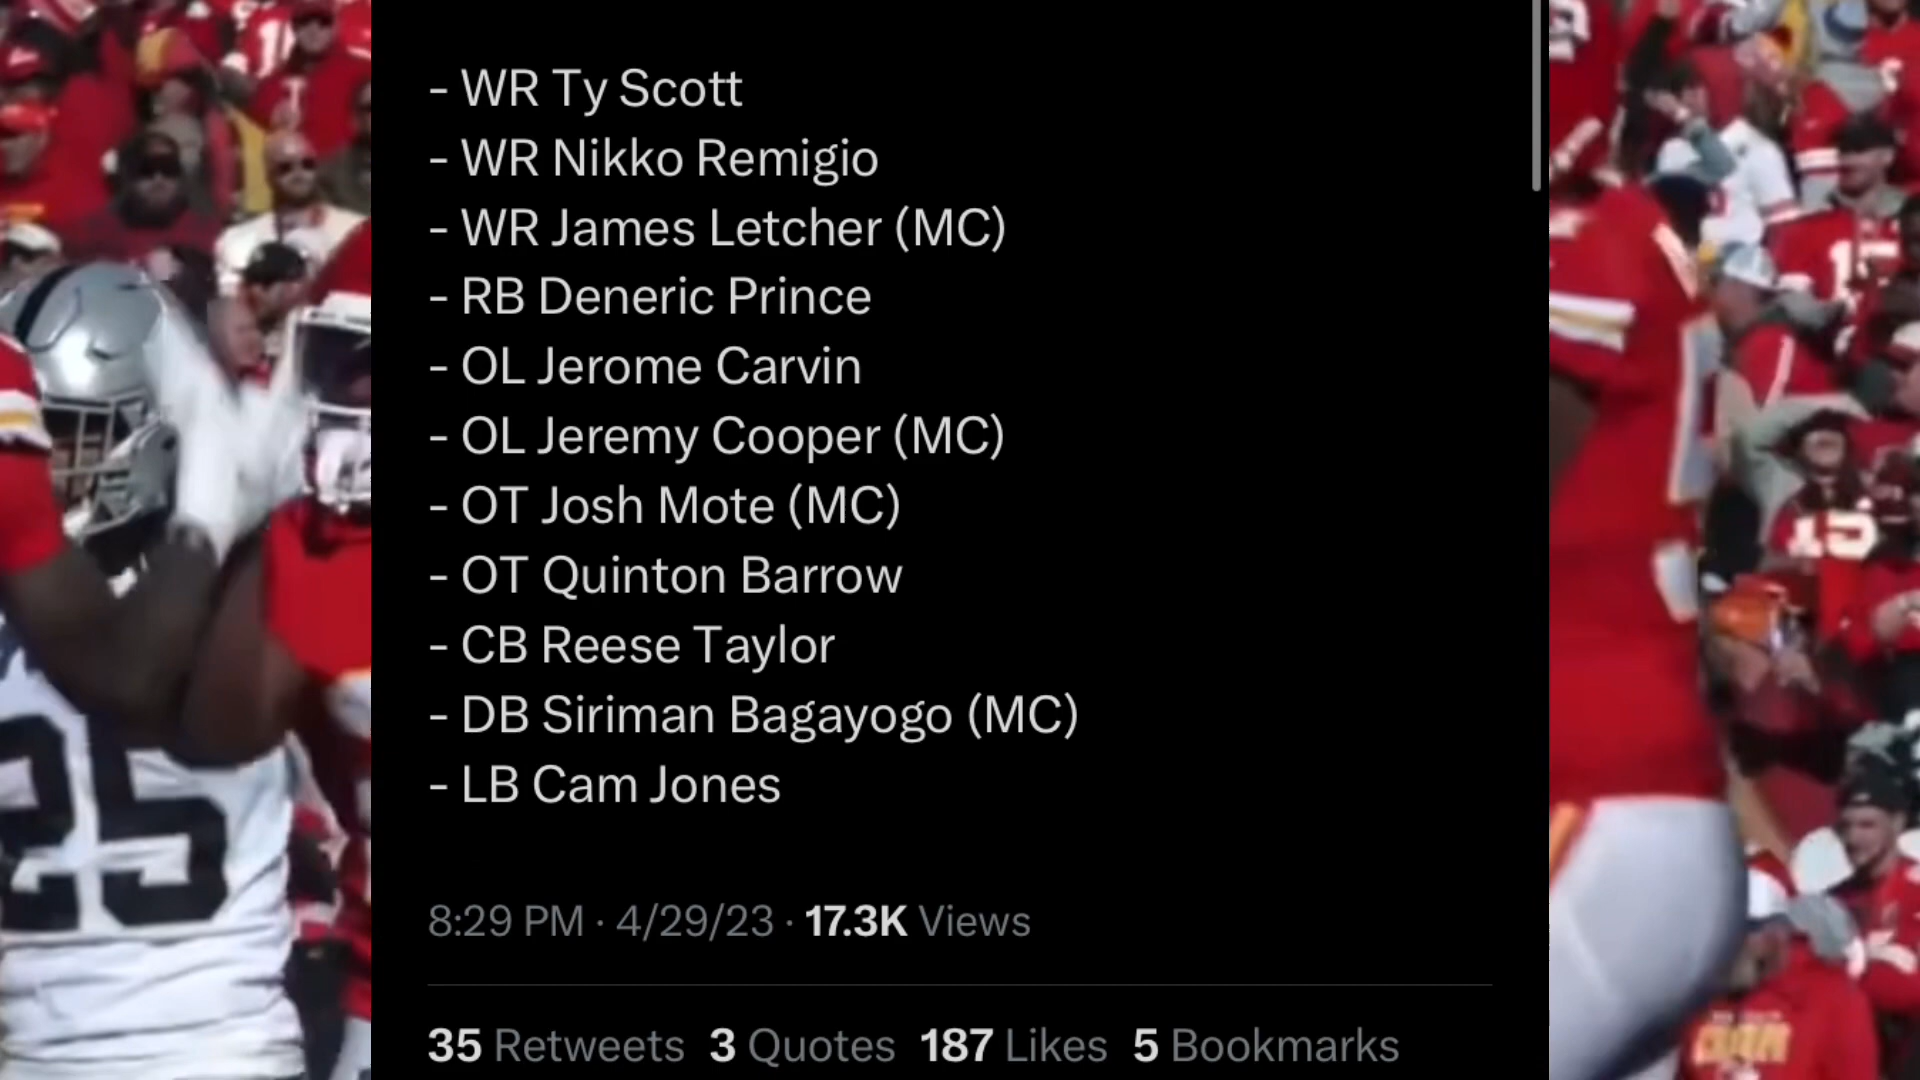 - WR Ty Scott
- WR Nikko Remigio
- WR James Letcher (MC)
- RB Deneric Prince
- OL Jerome Carvin
- OL Jeremy Cooper (MC)
- OT Josh Mote (MC)
- OT Quinton Barrow
- CB Reese Taylor
- DB Siriman Bagayogo (MC)
- LB Cam Jones
8:29 PM · 4/29/23 · 17.3K Views
35 Retweets 3 Quotes 187 Likes 5 Bookmarks
25
15